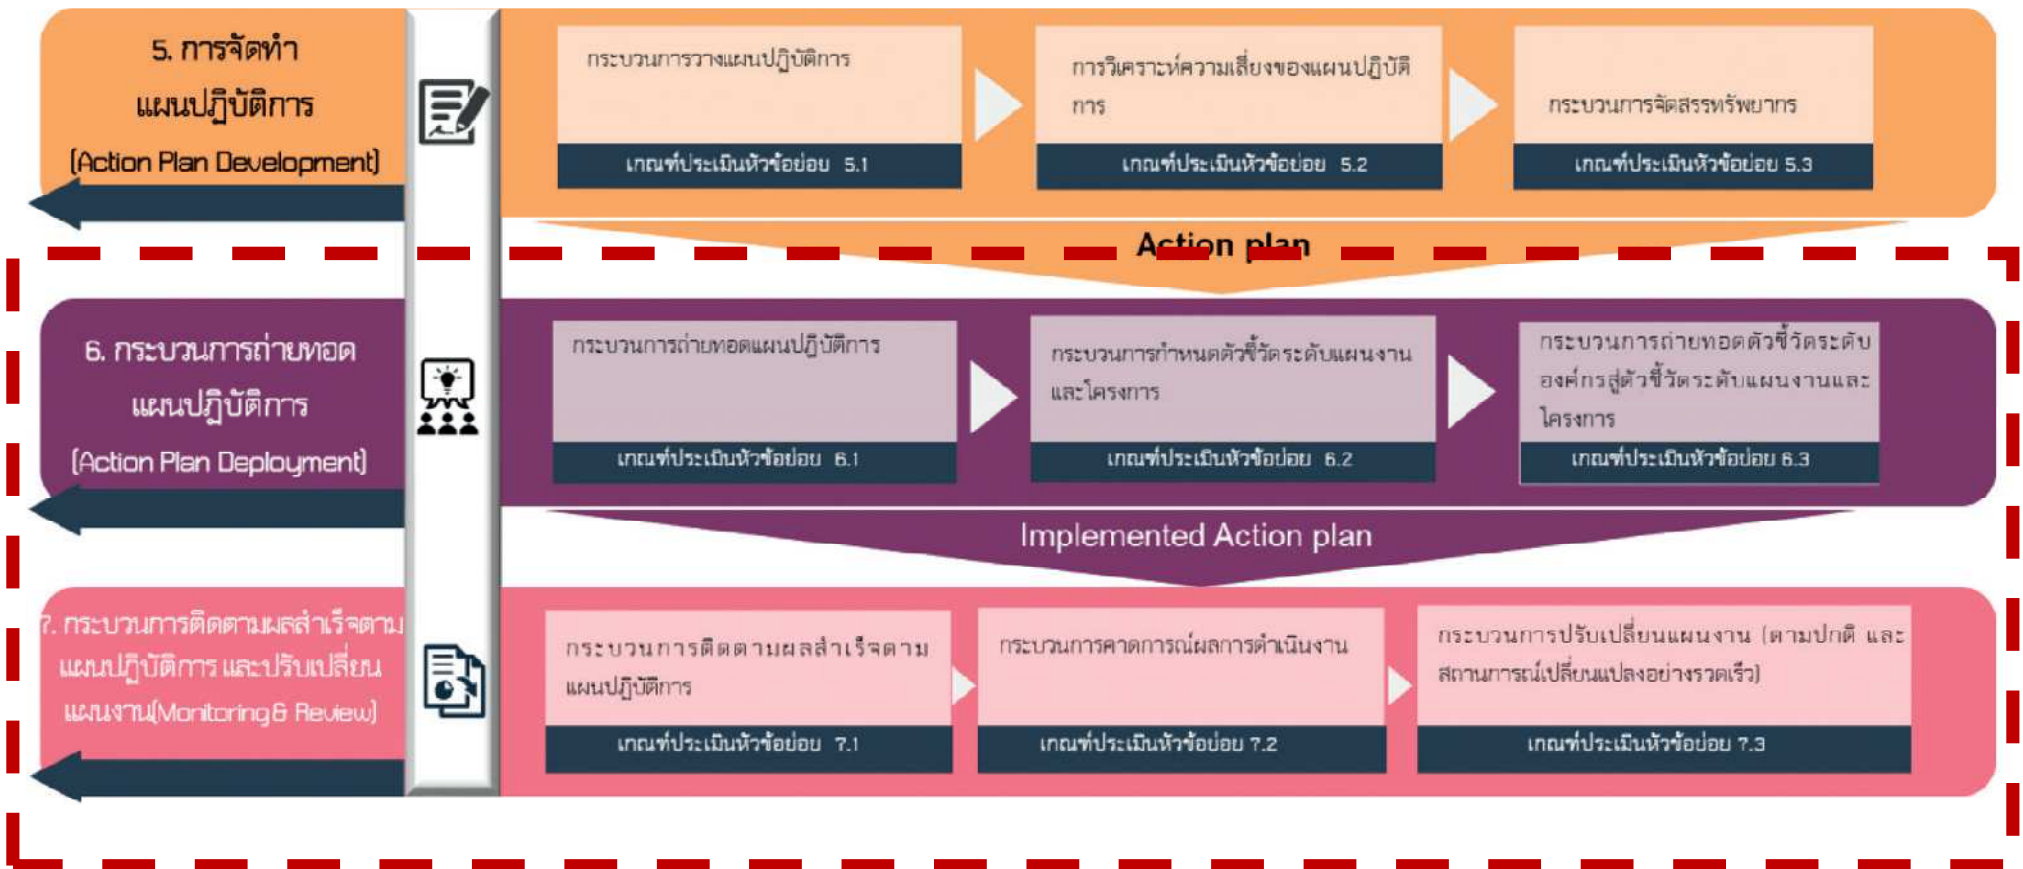 5. การจัดทำ
แผนปฏิบัติการ
(Action Plan Development)
กระบวนการวางแผนปฏิบัติการ
เกณฑ์ประเมินหัวข้อย่อย 5.1
การวิเคราะห์ความเสี่ยงของแผนปฏิบัติ
การ
เกณฑ์ประเมินหัวข้อย่อย 5.2
กระบวนการจัดสรรทรัพยากร
เกณฑ์ประเมินหัวข้อย่อย 5.3
Action plan
6. กระบวนการถ่ายทอด
แผนปฏิบัติการ
(Action Plan Deployment)
กระบวนการถ่ายทอดแผนปฏิบัติการ
เกณฑ์ประเมินหัวข้อย่อย 6.1
กระบวนการกำหนดตัวชี้วัดระดับแผนงาน
และโครงการ
เกณฑ์ประเมินหัวข้อย่อย 6.2
กระบวนการถ่ายทอดตัวชี้วัดระดับ
องค์กรสู่ตัวชี้วัดระดับแผนงานและ
โครงการ
เกณฑ์ประเมินหัวข้อย่อย 6.3
Implemented Action plan
7. กระบวนการติดตามผลสำเร็จตาม
แผนปฏิบัติการ และปรับเปลี่ยน
แผนงาน(Monitoring & Review)
กระบวนการติดตามผลสำเร็จตาม
แผนปฏิบัติการ
เกณฑ์ประเมินหัวข้อย่อย 7.1
กระบวนการคาดการณ์ผลการดำเนินงาน
เกณฑ์ประเมินหัวข้อย่อย 7.2
กระบวนการปรับเปลี่ยนแผนงาน (ตามปกติ และ
สถานการณ์เปลี่ยนแปลงอย่างรวดเร็ว)
เกณฑ์ประเมินหัวข้อย่อย 7.3